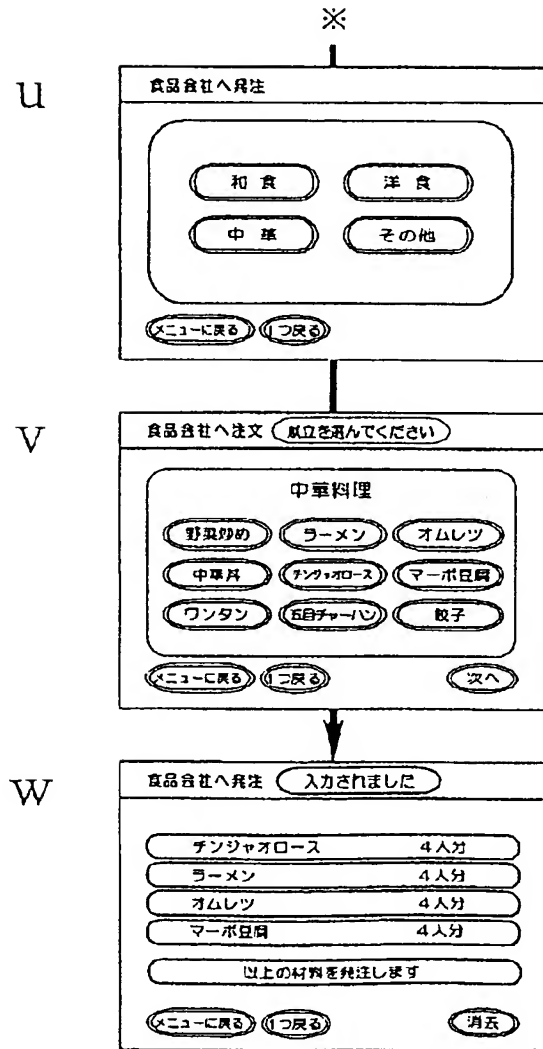 ※
u
食品会社へ発注
和食 洋食
中華 その他
メニューに戻る 1つ戻る
v
食品会社へ注文 献立を選んでください
中華料理
野菜炒め ラーメン オムレツ
中華丼 チンジャオロース マーボ豆腐
ワンタン 五目チャーハン 餃子
メニューに戻る 1つ戻る 次へ
w
食品会社へ発注 入力されました
チンジャオロース 4人分
ラーメン 4人分
オムレツ 4人分
マーボ豆腐 4人分
以上の材料を発注します
メニューに戻る 1つ戻る 消去